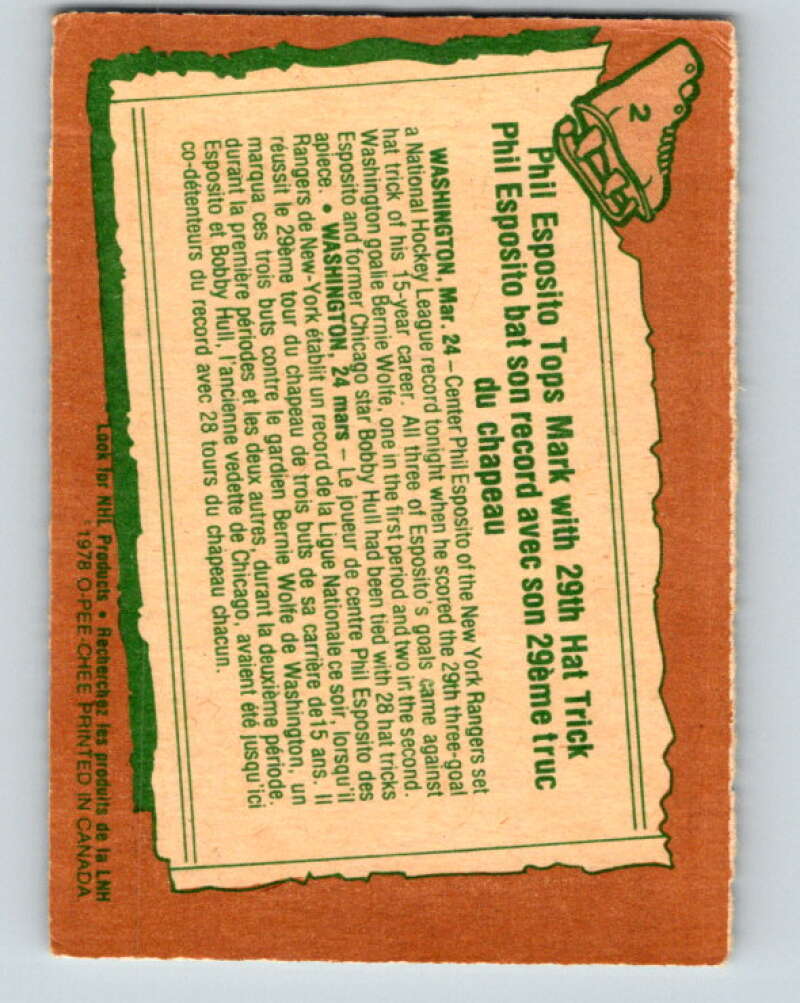 2
Phil Esposito Tops Mark with 29th Hat Trick
Phil Esposito bat son record avec son 29ème truc
du chapeau
WASHINGTON, Mar. 24 – Center Phil Esposito of the New York Rangers set
a National Hockey League record tonight when he scored the 29th three-goal
hat trick of his 15-year career. All three of Esposito's goals came against
Washington goalie Bernie Wolfe, one in the first period and two in the second.
Esposito and former Chicago star Bobby Hull had been tied with 28 hat tricks
apiece. • WASHINGTON, 24 mars – Le joueur de centre Phil Esposito des
Rangers de New-York établit un record de la Ligue Nationale ce soir, lorsqu'il
réussit le 29ème tour du chapeau de trois buts de sa carrière de 15 ans. Il
marqua ces trois buts contre le gardien Bernie Wolfe de Washington, un
durant la première périodes et les deux autres, durant la deuxième période.
Esposito et Bobby Hull, l'ancienne vedette de Chicago, avaient été jusqu'ici
co-détenteurs du record avec 28 tours du chapeau chacun.
Look for NHL Products • Recherchez les produits de la LNH
©1978 O-PEE-CHEE PRINTED IN CANADA